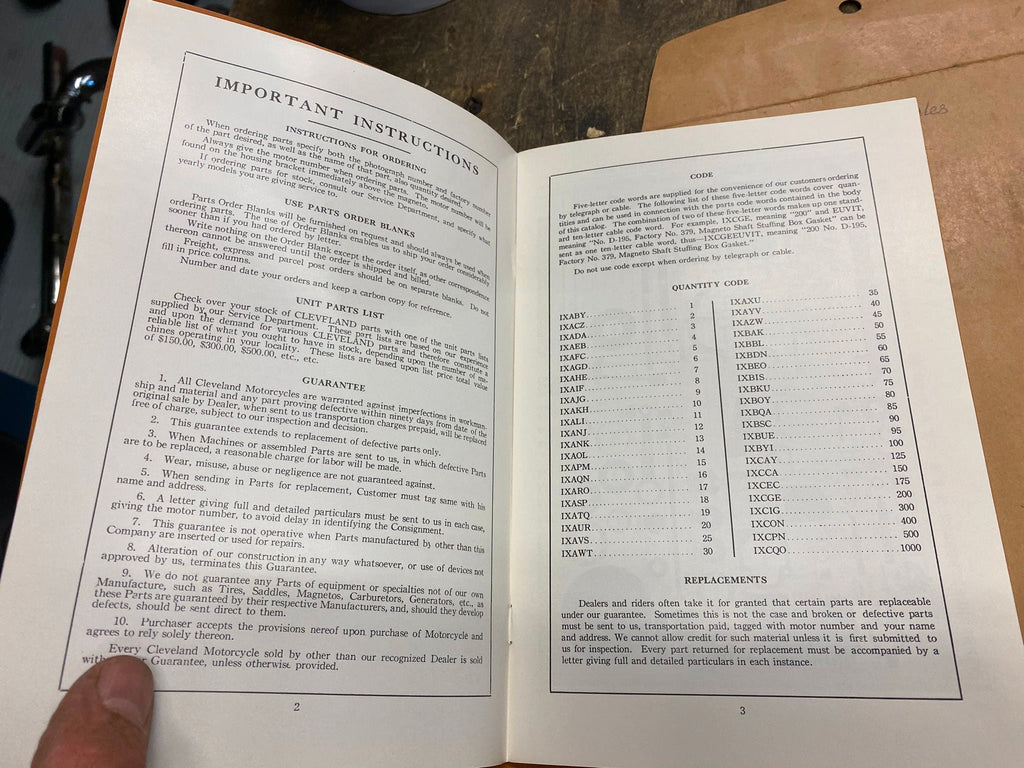 IMPORTANT INSTRUCTIONS
INSTRUCTIONS FOR ORDERING
When ordering parts specify both the photograph number and factory number
of the part desired, as well as the name of that part, also quantity desired.
Always give the motor number when ordering parts. The motor number will be
found on the housing bracket immediately above the magneto.
If ordering parts for stock, consult our Service Department, and specify what
yearly models you are giving service to.
USE PARTS ORDER BLANKS
Parts Order Blanks will be furnished on request and should always be used when
ordering parts. The use of Order Blanks enables us to ship your order considerably
sooner than if you had ordered by letter.
Write nothing on the Order Blank except the order itself, as other correspondence
thereon cannot be answered until the order is shipped and billed.
Freight, express and parcel post orders should be on separate blanks. Do not
fill in price columns.
Number and date your orders and keep a carbon copy for reference.
UNIT PARTS LIST
Check over your stock of CLEVELAND parts with one of the unit parts lists
supplied by our Service Department. These part lists are based on our experience
and upon the demand for various CLEVELAND parts and therefore constitute a
reliable list of what you ought to have in stock, depending upon the number of ma-
chines operating in your locality. These lists are based upon list price total value
of $150.00, $300.00, $500.00, etc., etc.
GUARANTEE
1. All Cleveland Motorcycles are warranted against imperfections in workman-
ship and material and any part proving defective within ninety days from date of the
original sale by Dealer, when sent to us transportation charges prepaid, will be replaced
free of charge, subject to our inspection and decision.
2. This guarantee extends to replacement of defective parts only.
3. When Machines or assembled Parts are sent to us, in which defective Parts
are to be replaced, a reasonable charge for labor will be made.
4. Wear, misuse, abuse or negligence are not guaranteed against.
5. When sending in Parts for replacement, Customer must tag same with his
name and address.
6. A letter giving full and detailed particulars must be sent to us in each case,
giving the motor number, to avoid delay in identifying the Consignment.
7. This guarantee is not operative when Parts manufactured by other than this
Company are inserted or used for repairs.
8. Alteration of our construction in any way whatsoever, or use of devices not
approved by us, terminates this Guarantee.
9. We do not guarantee any Parts of equipment or specialties not of our own
Manufacture, such as Tires, Saddles, Magnetos, Carburetors, Generators, etc., as
these Parts are guaranteed by their respective Manufacturers, and, should they develop
defects, should be sent direct to them.
10. Purchaser accepts the provisions nereof upon purchase of Motorcycle and
agrees to rely solely thereon.
Every Cleveland Motorcycle sold by other than our recognized Dealer is sold
Guarantee, unless otherwise provided.
2
CODE
Five-letter code words are supplied for the convenience of our customers ordering
by telegraph or cable. The following list of these five-letter code words cover quan-
tities and can be used in connection with the parts code words contained in the body
of this catalog. The combination of two of these five-letter words makes up one stand-
ard ten-letter cable code word. For example, IXCGE, meaning "200" and EUVIT,
meaning "No. D-195, Factory No. 379, Magneto Shaft Stuffing Box Gasket" can be
sent as one ten-letter cable word, thus—IXCGEEUVIT, meaning "200 No. D-195,
Factory No. 379, Magneto Shaft Stuffing Box Gasket."
Do not use code except when ordering by telegraph or cable.
QUANTITY CODE
IXABY 1
IXACZ 2
IXADA 3
IXAEB 4
IXAFC 5
IXAGD 6
IXAHE 7
IXAIF 8
IXAJG 9
IXAKH 10
IXALI 11
IXANJ 12
IXANK 13
IXAOL 14
IXAPM 15
IXAQN 16
IXARO 17
IXASP 18
IXATQ 19
IXAUR 20
IXAVS 25
IXAWT 30
IXAXU 35
IXAYV 40
IXAZW 45
IXBAK 50
IXBBL 55
IXBDN 60
IXBEO 65
IXBIS 70
IXBKU 75
IXBOY 80
IXBQA 85
IXBSC 90
IXBUE 95
IXBYI 100
IXCAY 125
IXCCA 150
IXCEC 175
IXCGE 200
IXCIG 300
IXCON 400
IXCPN 500
IXCQO 1000
REPLACEMENTS
Dealers and riders often take it for granted that certain parts are replaceable
under our guarantee. Sometimes this is not the case and broken or defective parts
must be sent to us, transportation paid, tagged with motor number and your name
and address. We cannot allow credit for such material unless it is first submitted to
us for inspection. Every part returned for replacement must be accompanied by a
letter giving full and detailed particulars in each instance.
3